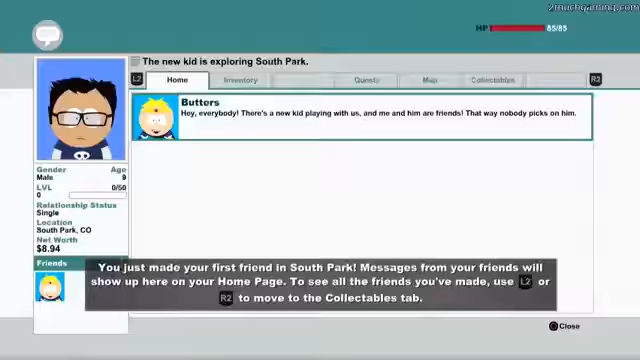 2muchgaming.com
HP 85/85
The new kid is exploring South Park.
L2 Home Inventory Quests Map Collectables R2
Butters
Hey, everybody! There's a new kid playing with us, and me and him are friends! That way nobody picks on him.
Gender Age
Male 9
LVL 0/50
0
Relationship Status
Single
Location
South Park, CO
Net Worth
$8.94
Friends
You just made your first friend in South Park! Messages from your friends will
show up here on your Home Page. To see all the friends you've made, use L2 or
R2 to move to the Collectables tab.
Close